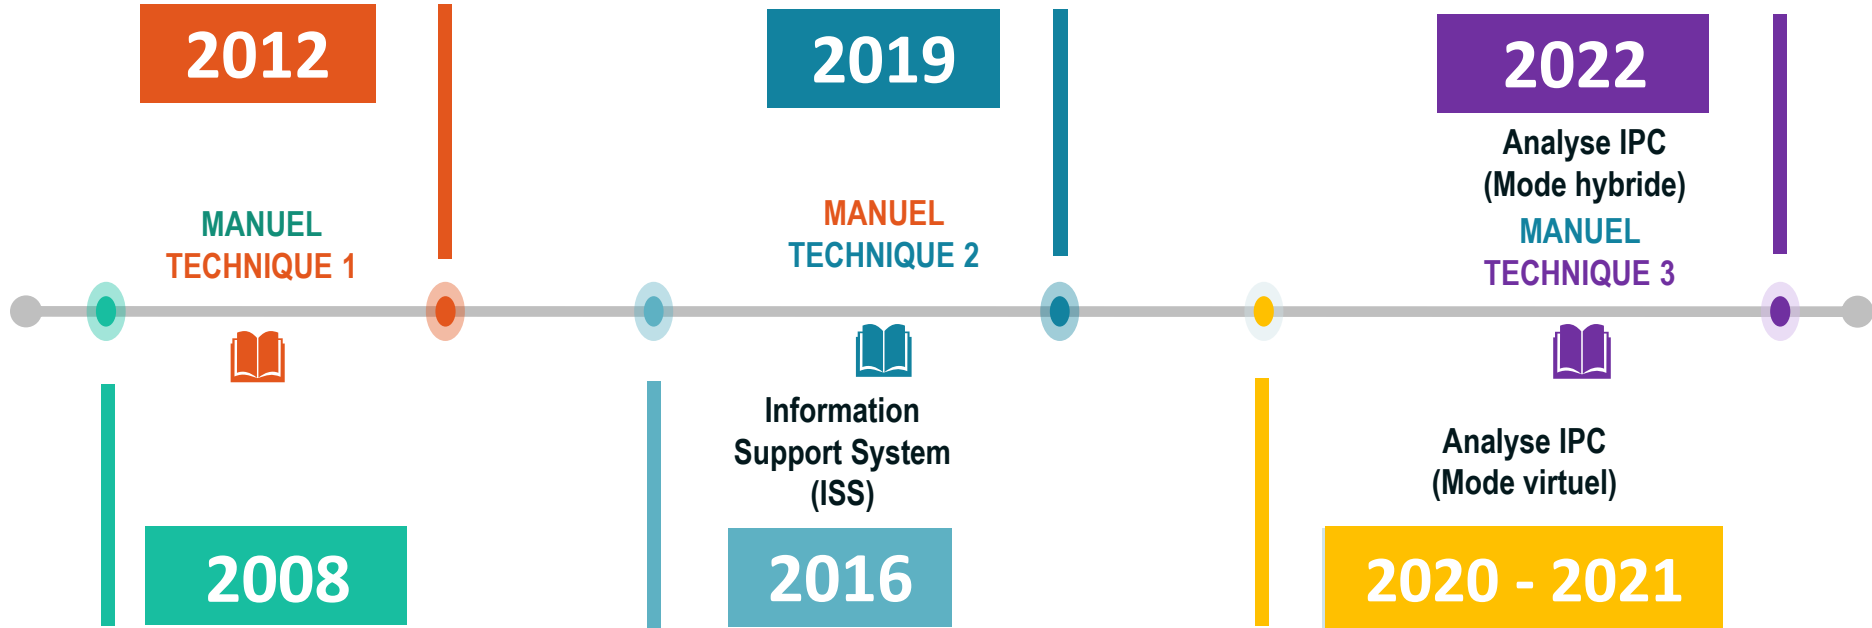 2012
2019
2022
Analyse IPC
(Mode hybride)
MANUEL
TECHNIQUE 1
MANUEL
TECHNIQUE 2
MANUEL
TECHNIQUE 3
Information
Support System
(ISS)
Analyse IPC
(Mode virtuel)
2008
2016
2020 - 2021